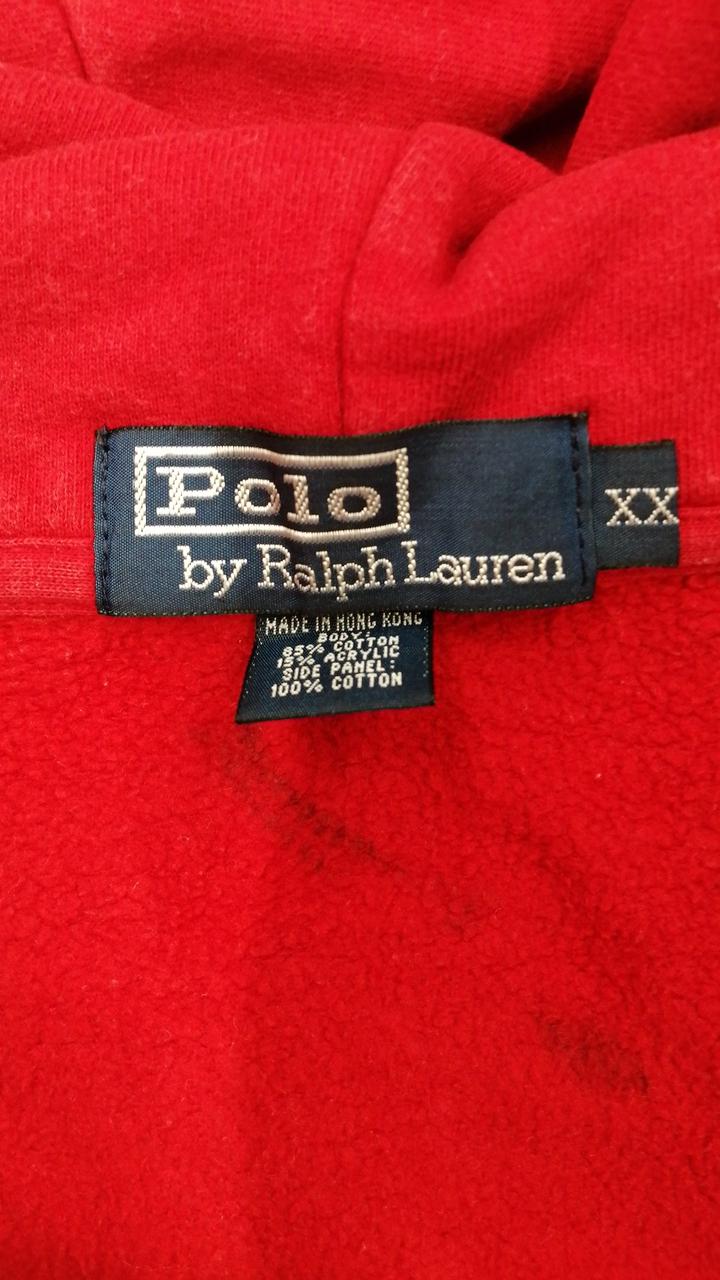 Polo
by Ralph Lauren
XX
MADE IN HONG KONG
BODY:
85% COTTON
15% ACRYLIC
SIDE PANEL:
100% COTTON